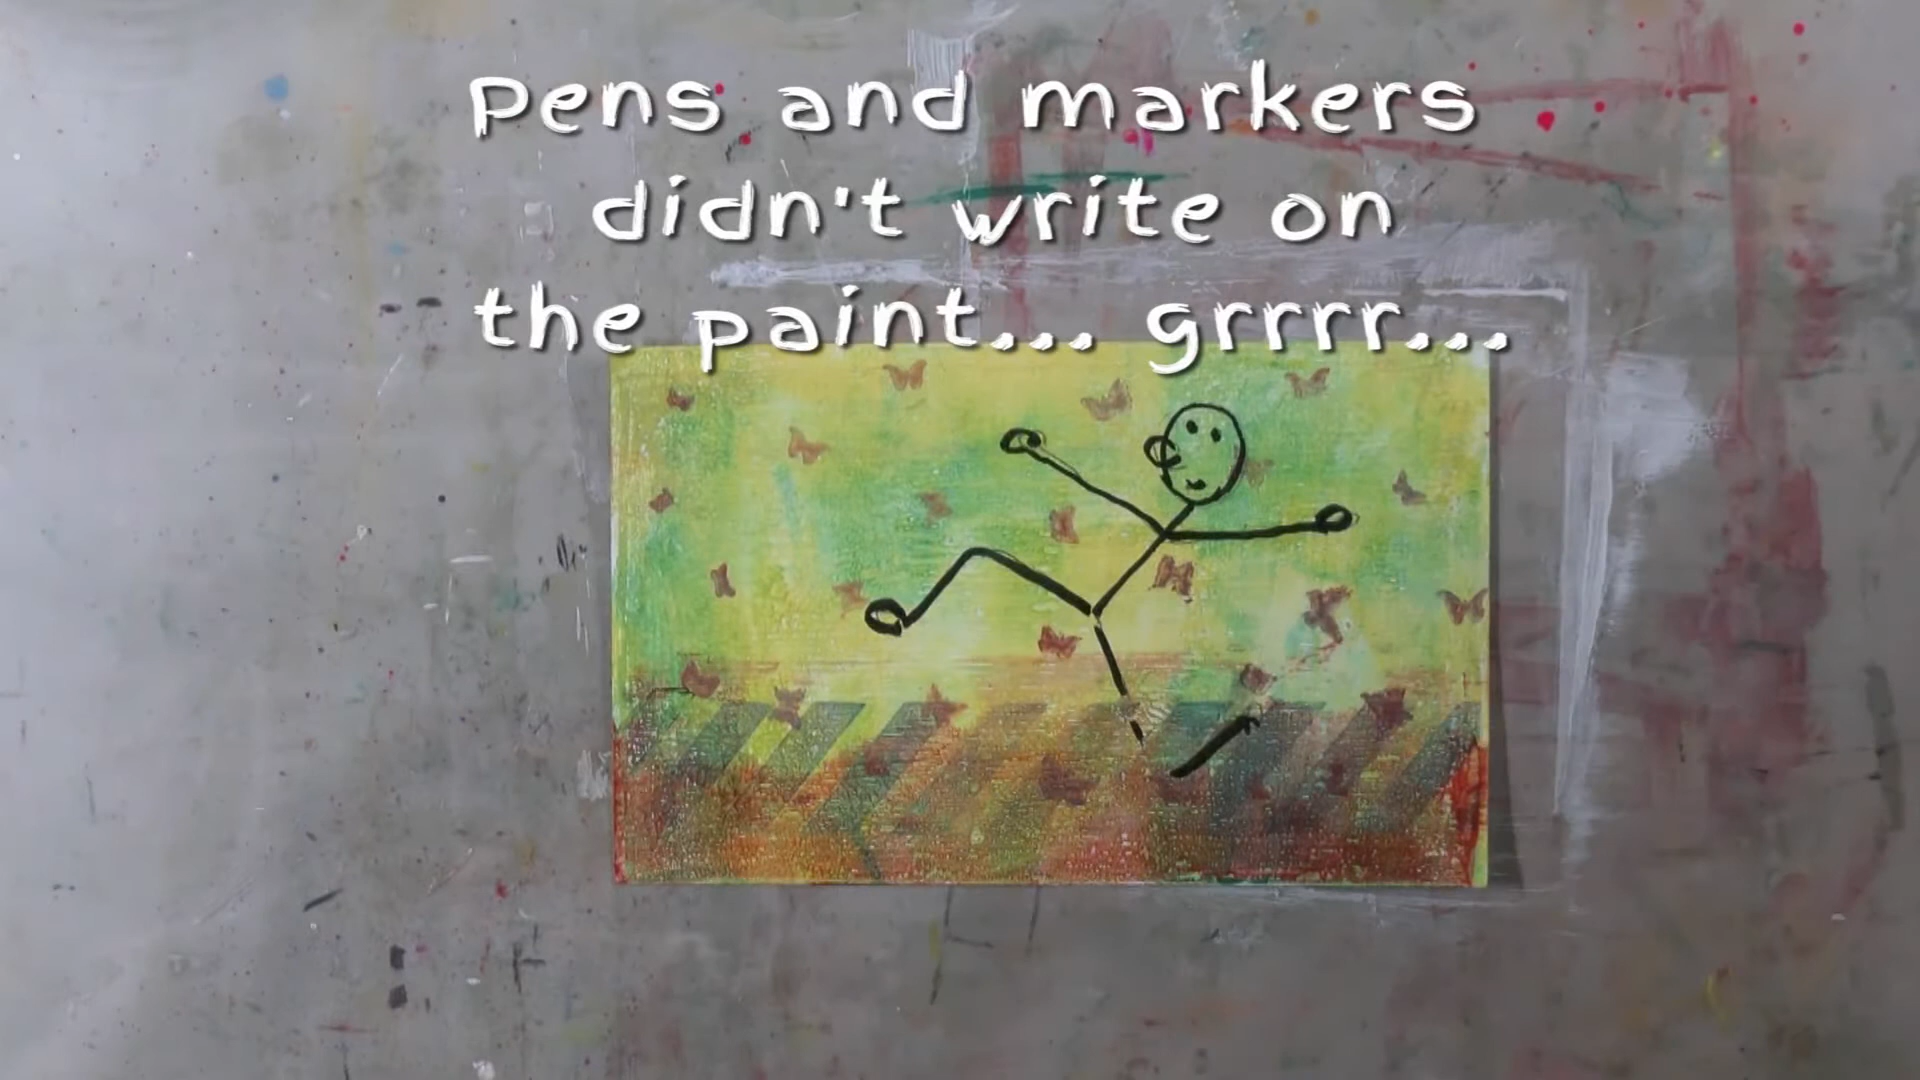 Pens and markers
didn't write on
the paint... grrrr...